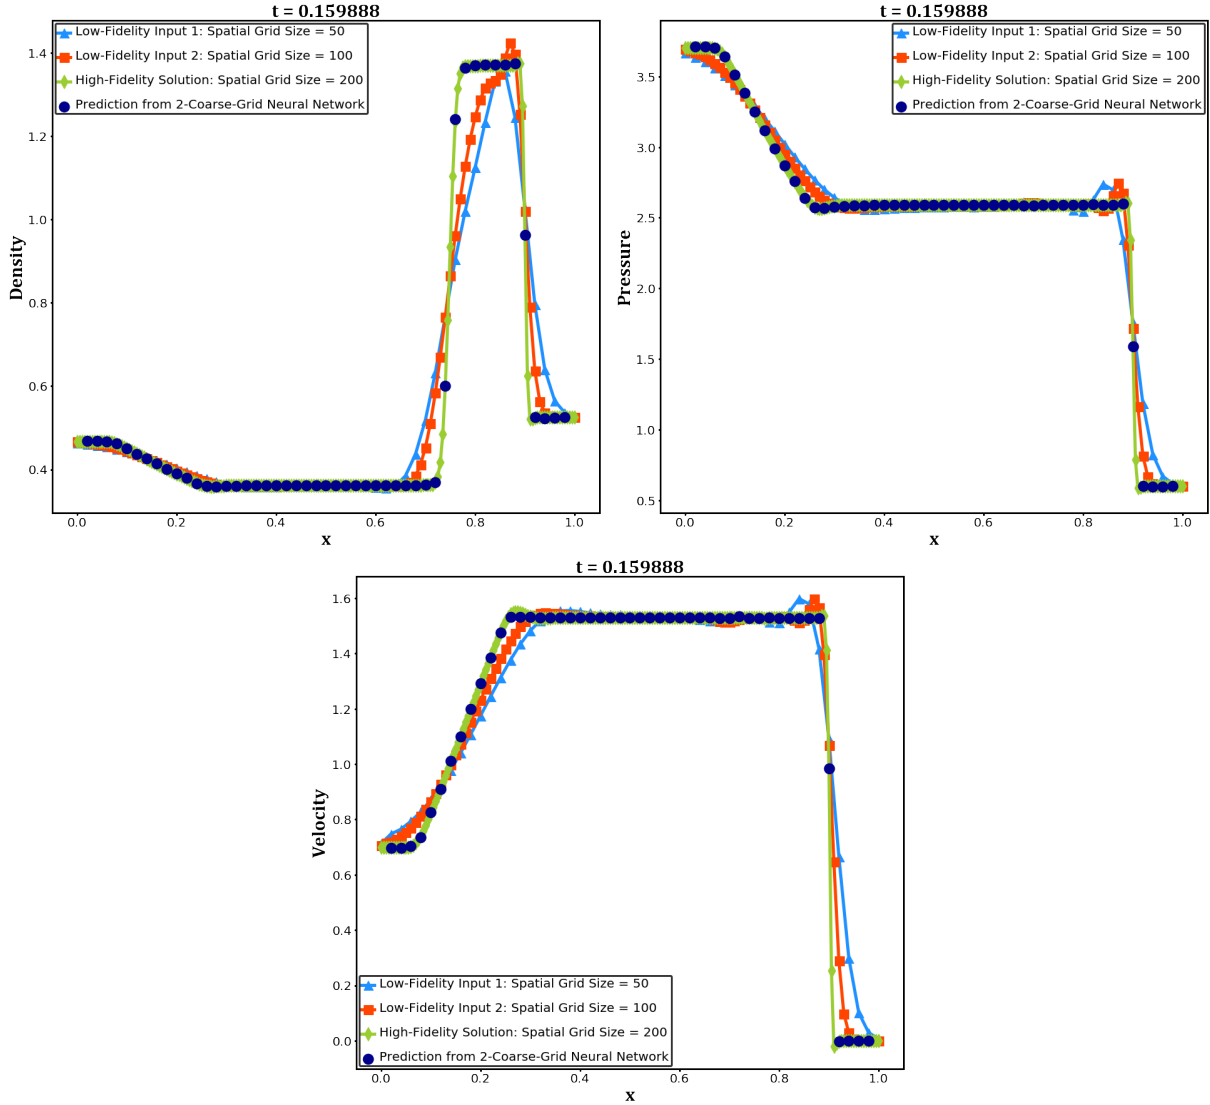 t = 0.159888
Low-Fidelity Input 1: Spatial Grid Size = 50
Low-Fidelity Input 2: Spatial Grid Size = 100
High-Fidelity Solution: Spatial Grid Size = 200
Prediction from 2-Coarse-Grid Neural Network
Density
1.4
1.2
1.0
0.8
0.6
0.4
0.0 0.2 0.4 0.6 0.8 1.0
x
t = 0.159888
Low-Fidelity Input 1: Spatial Grid Size = 50
Low-Fidelity Input 2: Spatial Grid Size = 100
High-Fidelity Solution: Spatial Grid Size = 200
Prediction from 2-Coarse-Grid Neural Network
Pressure
3.5
3.0
2.5
2.0
1.5
1.0
0.5
0.0 0.2 0.4 0.6 0.8 1.0
x
t = 0.159888
Velocity
1.6
1.4
1.2
1.0
0.8
0.6
0.4
0.2
0.0
Low-Fidelity Input 1: Spatial Grid Size = 50
Low-Fidelity Input 2: Spatial Grid Size = 100
High-Fidelity Solution: Spatial Grid Size = 200
Prediction from 2-Coarse-Grid Neural Network
0.0 0.2 0.4 0.6 0.8 1.0
x